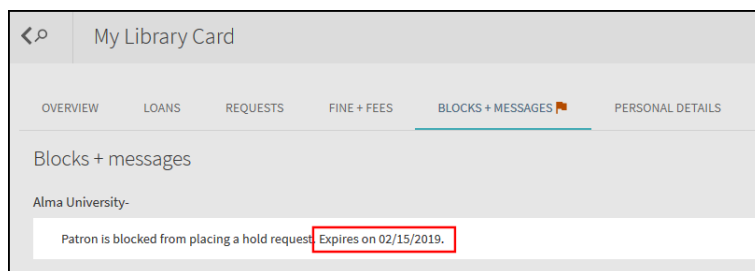 My Library Card
OVERVIEW LOANS REQUESTS FINE + FEES BLOCKS + MESSAGES PERSONAL DETAILS
Blocks + messages
Alma University-
Patron is blocked from placing a hold request. Expires on 02/15/2019.